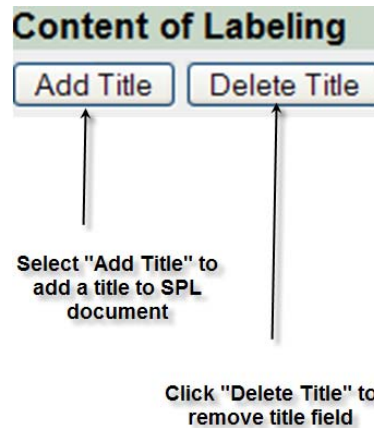 Content of Labeling
Add Title
Delete Title
Select "Add Title" to
add a title to SPL
document
Click "Delete Title" to
remove title field